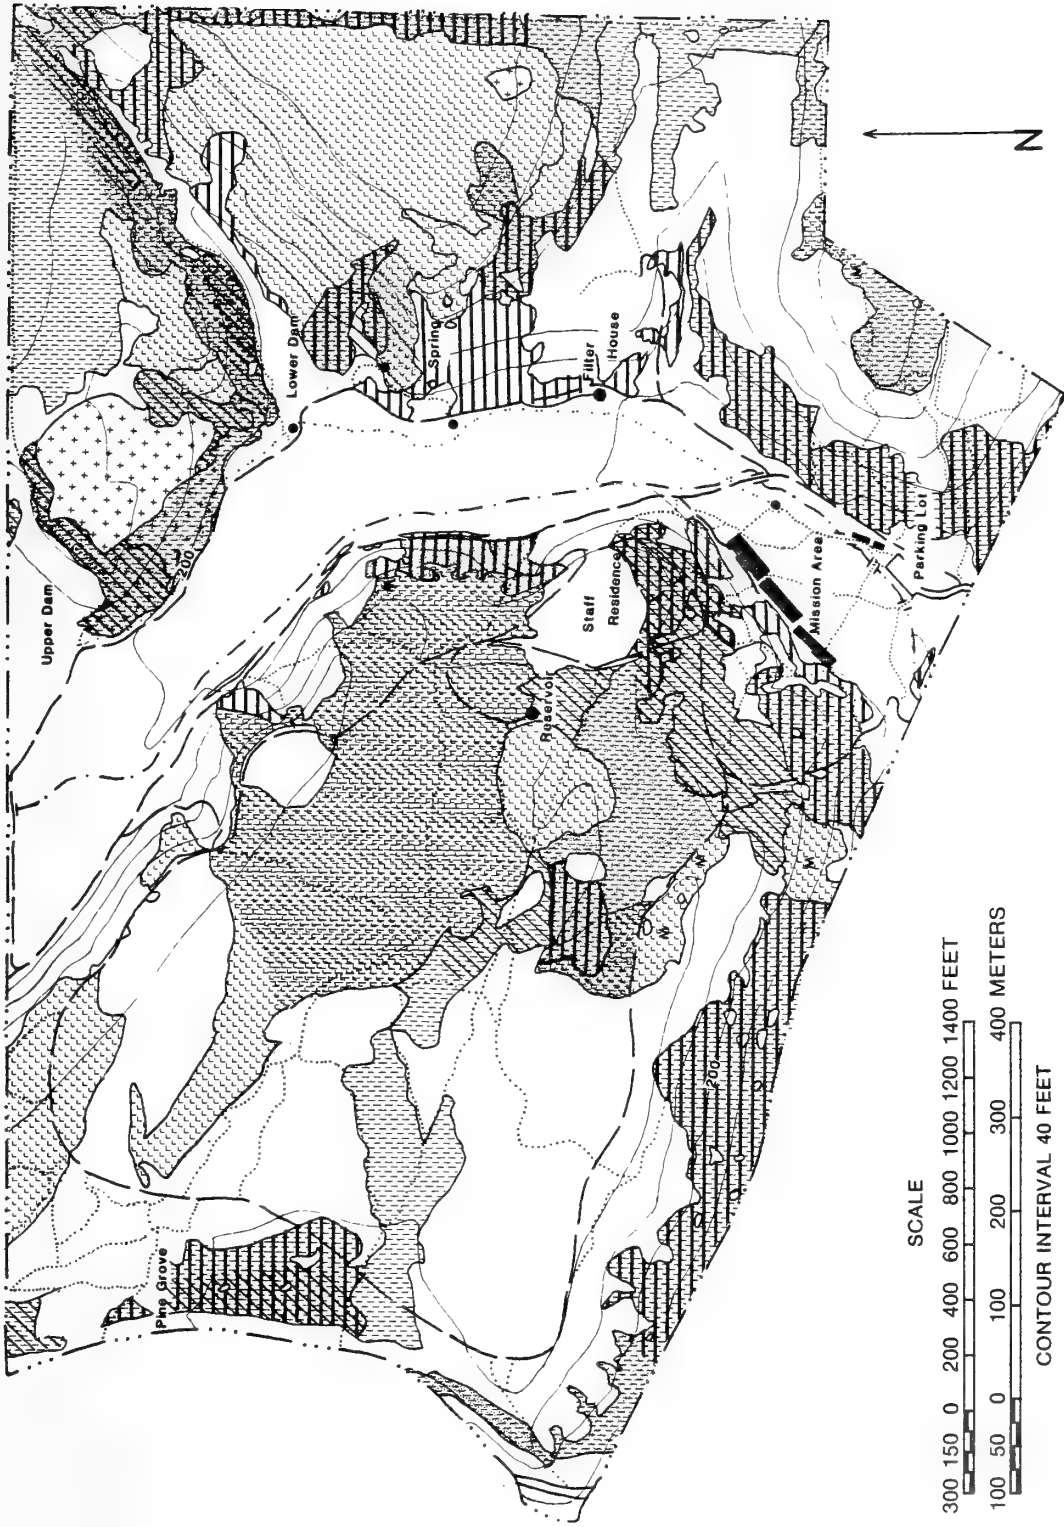 Upper Dam
200
Lower Dam
Spring
Filter
House
Staff
Residence
Reservoir
Mission Area
Parking Lot
Pine Grove
M
M
M
M
200
N
SCALE
300 150 0 200 400 600 800 1000 1200 1400 FEET
100 50 0 100 200 300 400 METERS
CONTOUR INTERVAL 40 FEET